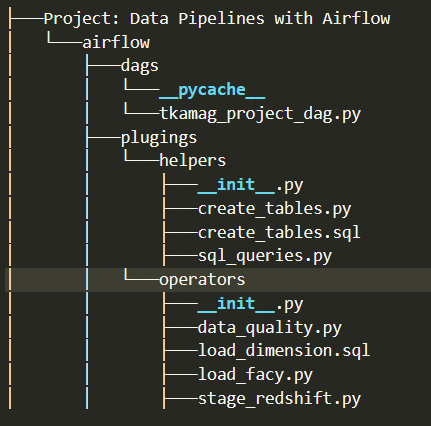 ├───Project: Data Pipelines with Airflow
│   └───airflow
│       ├───dags
│       │   └───__pycache__
│       │   └───tkamag_project_dag.py
│       ├───plugings
│       │   └───helpers
│       │       ├───__init__.py
│       │       ├───create_tables.py
│       │       ├───create_tables.sql
│       │       ├───sql_queries.py
│       │   └───operators
│       │       ├───__init__.py
│       │       ├───data_quality.py
│       │       ├───load_dimension.sql
│       │       ├───load_facy.py
│       │       ├───stage_redshift.py